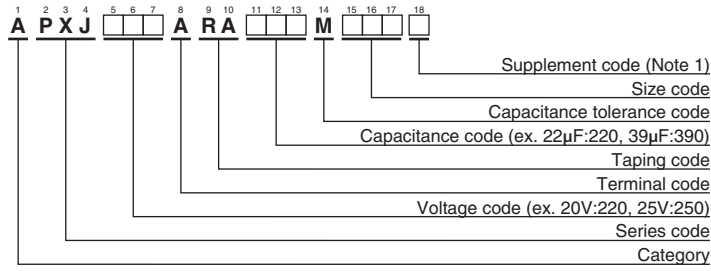 1 2 3 4 5 6 7 8 9 10 11 12 13 14 15 16 17 18
A P X J A R A M
Supplement code (Note 1)
Size code
Capacitance tolerance code
Capacitance code (ex. 22µF:220, 39µF:390)
Taping code
Terminal code
Voltage code (ex. 20V:220, 25V:250)
Series code
Category